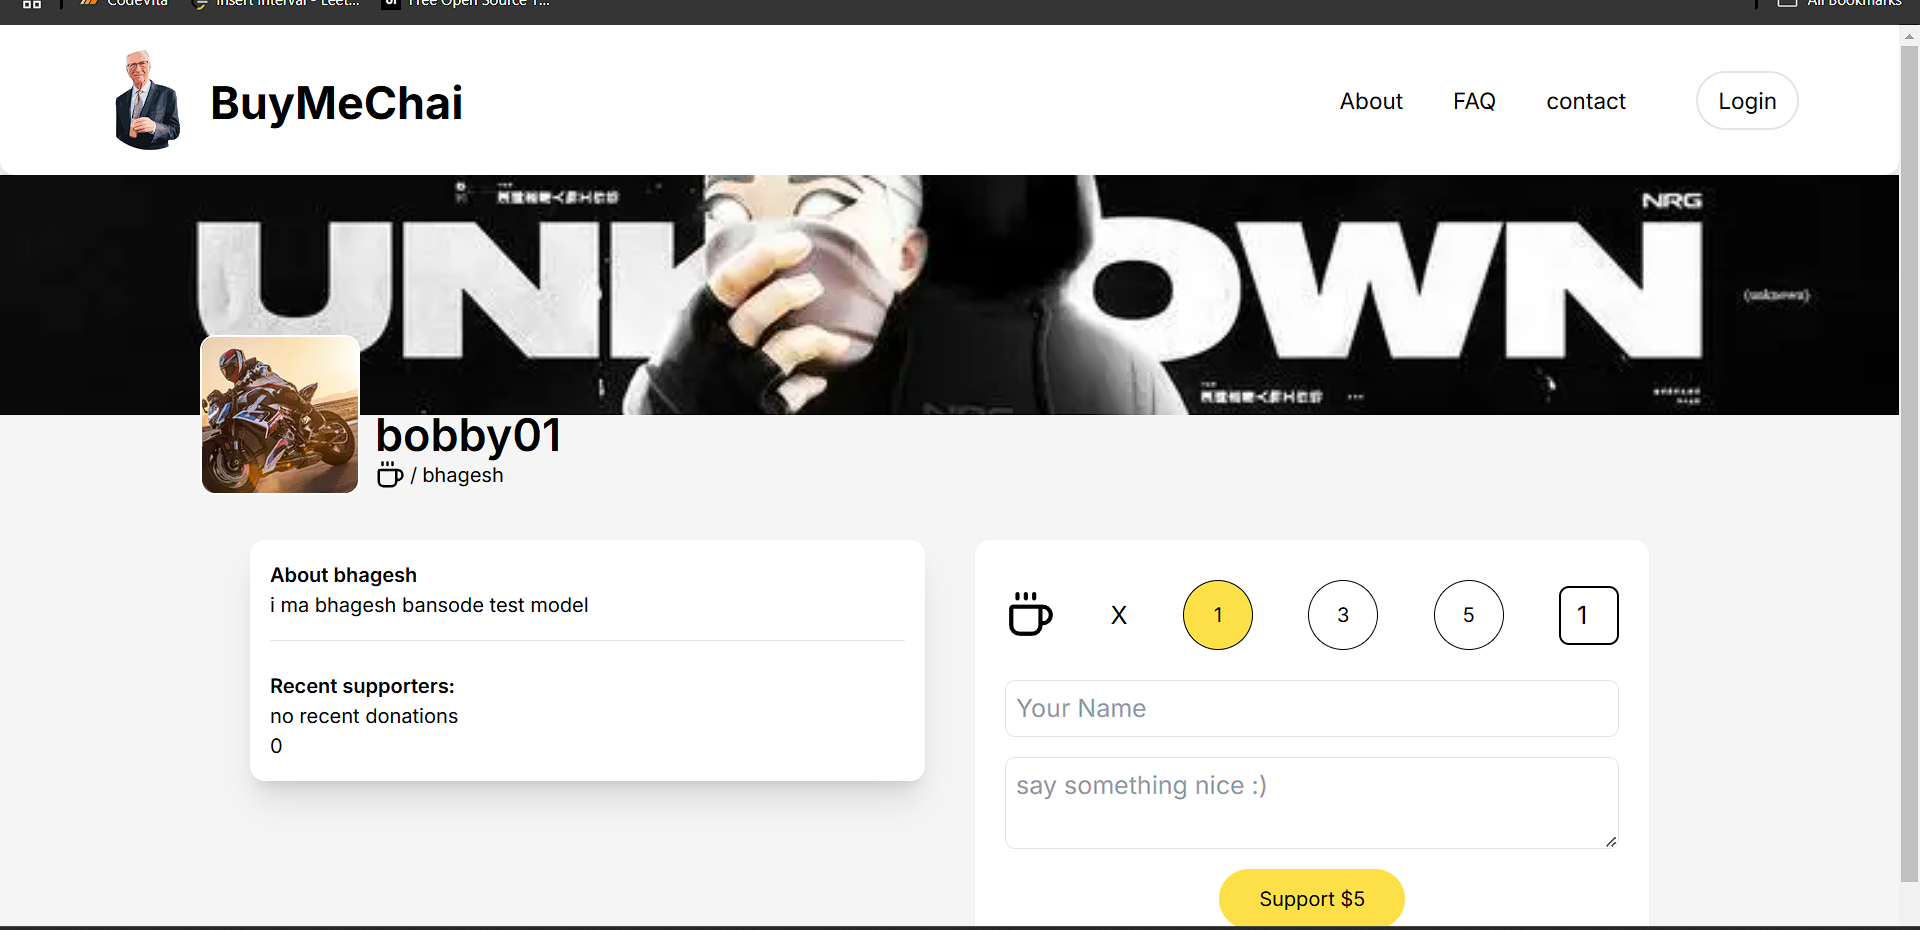 CodeVita
Insert Interval - Leet...
Free Open Source T...
All Bookmarks
BuyMeChai
About
FAQ
contact
Login
NRG
UNK OWN
(unknown)
bobby01
/ bhagesh
About bhagesh
i ma bhagesh bansode test model
Recent supporters:
no recent donations
0
X
1
3
5
1
Your Name
say something nice :)
Support $5